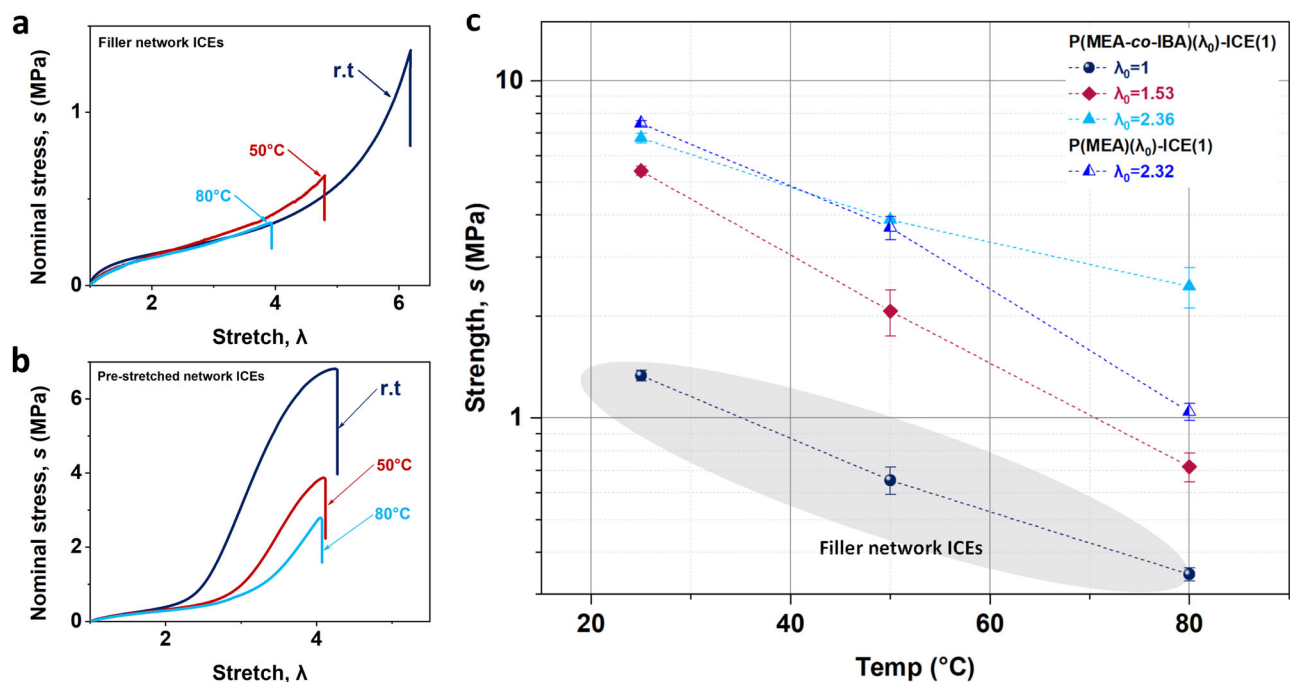 a
Filler network ICEs
r.t
50°C
80°C
1
0
2
4
6
Nominal stress, s (MPa)
Stretch, λ
b
Pre-stretched network ICEs
r.t
50°C
80°C
6
4
2
0
2
4
Nominal stress, s (MPa)
Stretch, λ
c
P(MEA-co-IBA)(λ₀)-ICE(1)
λ₀=1
λ₀=1.53
λ₀=2.36
P(MEA)(λ₀)-ICE(1)
λ₀=2.32
10
1
Filler network ICEs
20
40
60
80
Strength, s (MPa)
Temp (°C)